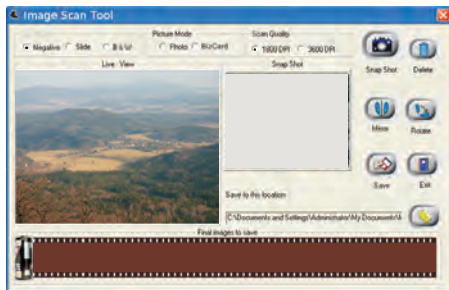 Image Scan Tool
Picture Mode
Scan Quality
Negative Slide B & W Photo BizCard 1800 DPI 3600 DPI
Live View
Snap Shot
Snap Shot Delete
Mirror Rotate
Save Exit
Save to this location
C:\Documents and Settings\Administrator\My Documents\
Final images to save